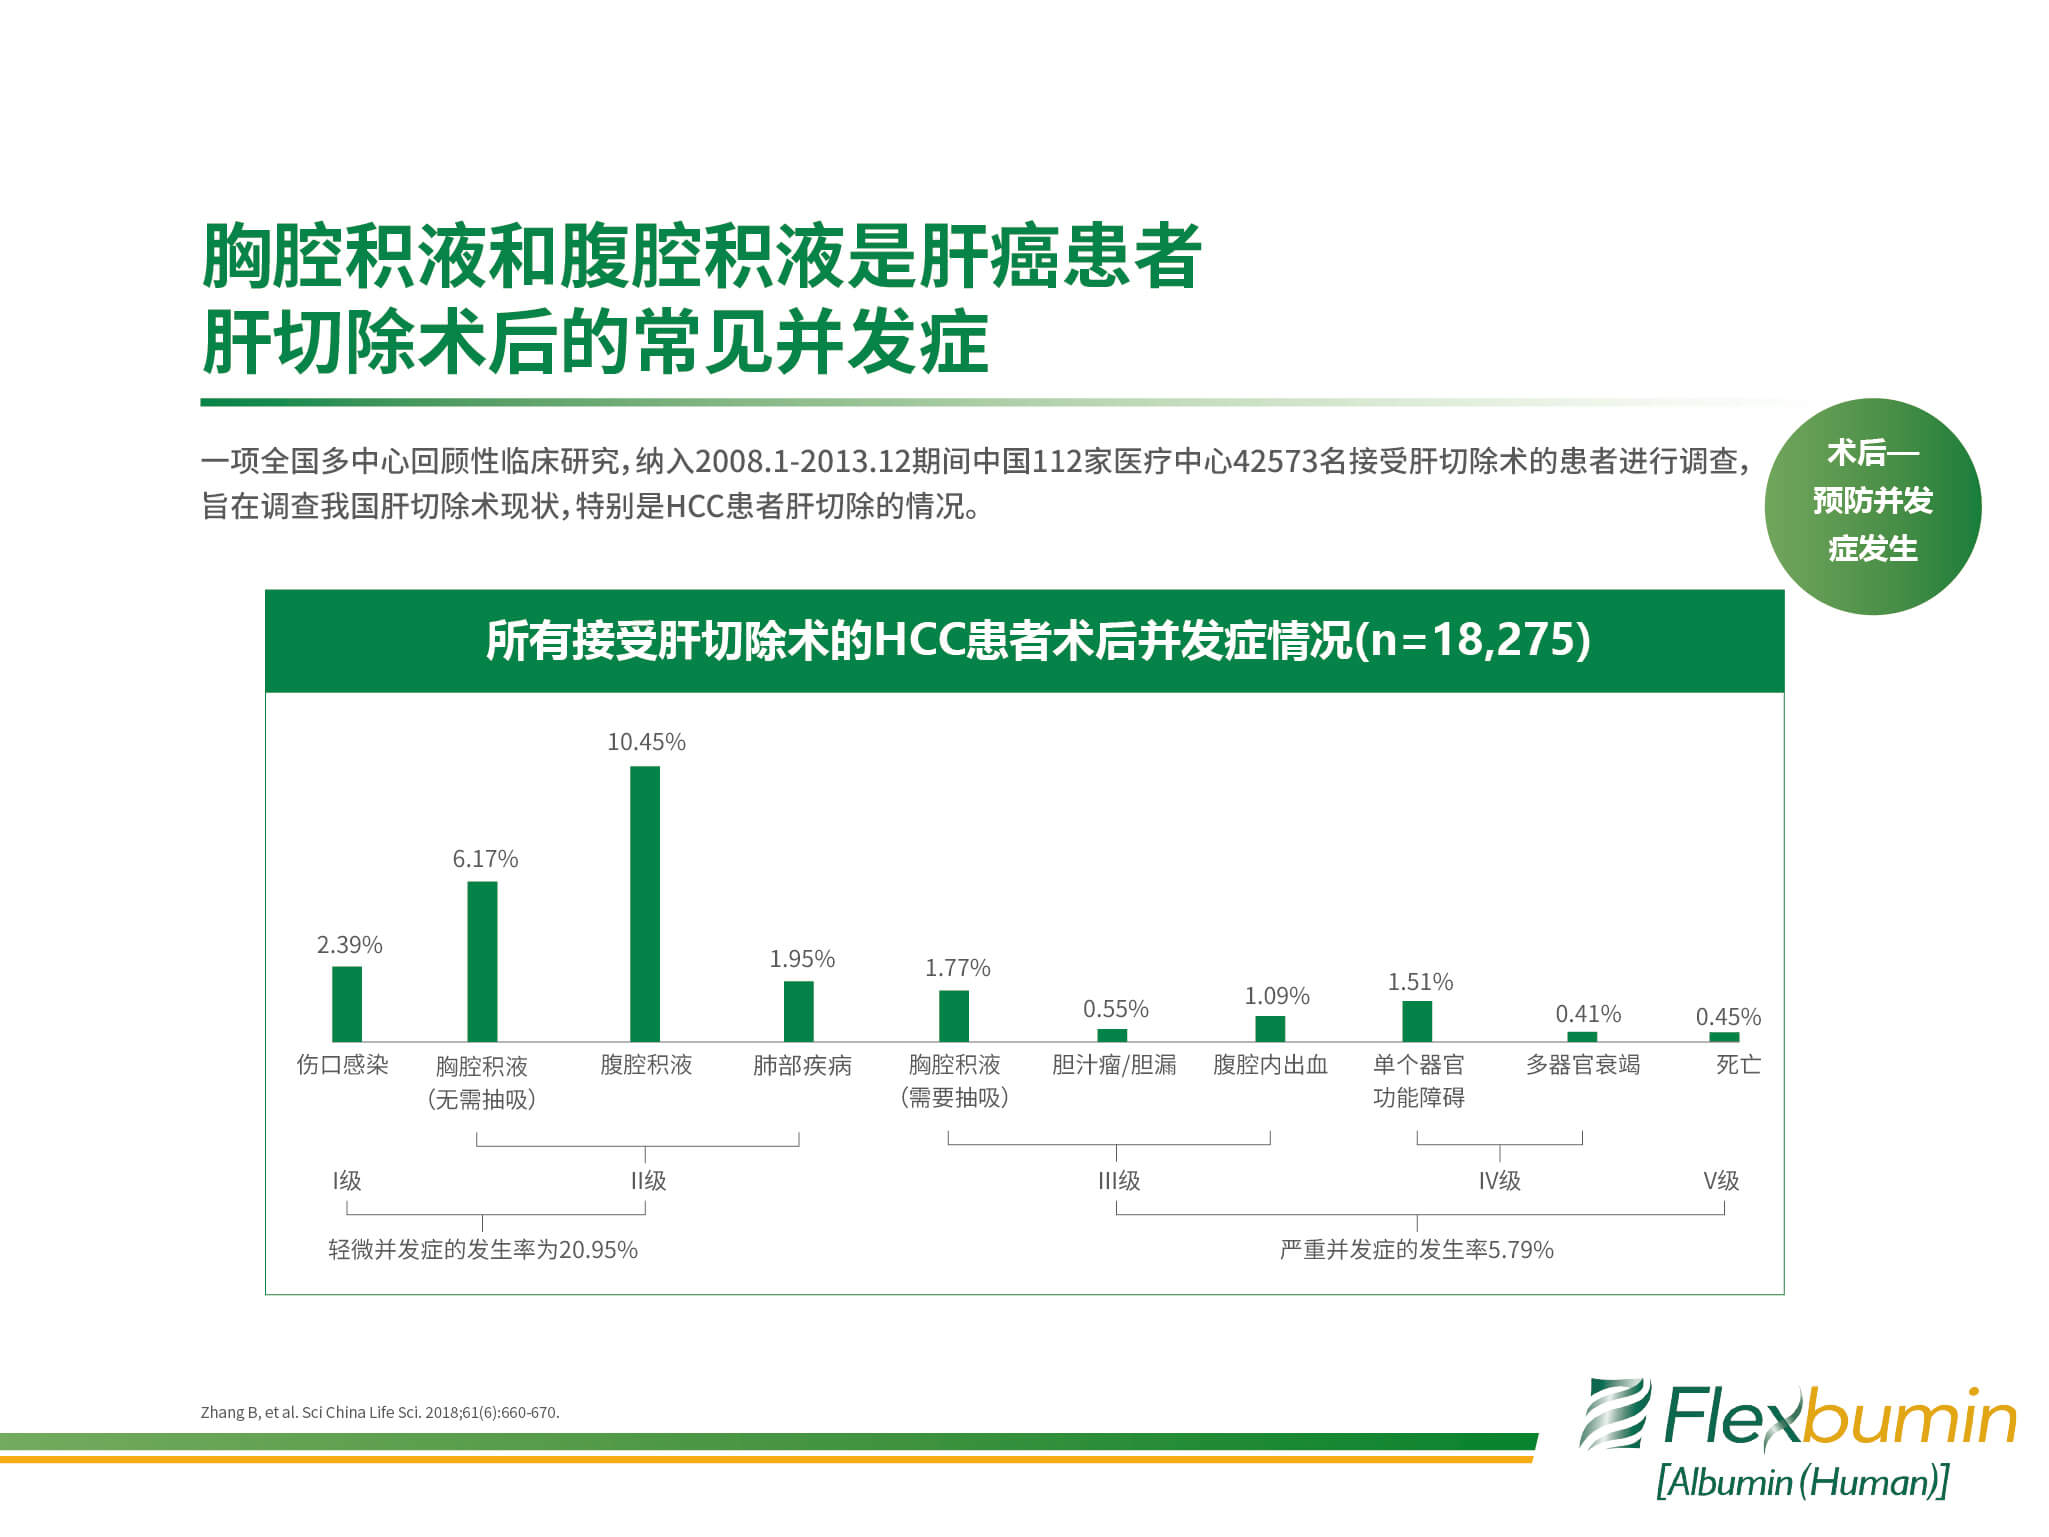 胸腔积液和腹腔积液是肝癌患者
肝切除术后的常见并发症
一项全国多中心回顾性临床研究，纳入2008.1-2013.12期间中国112家医疗中心42573名接受肝切除术的患者进行调查，
旨在调查我国肝切除术现状，特别是HCC患者肝切除的情况。
术后—
预防并发
症发生
所有接受肝切除术的HCC患者术后并发症情况(n=18,275)
2.39%
6.17%
10.45%
1.95%
1.77%
0.55%
1.09%
1.51%
0.41%
0.45%
伤口感染
胸腔积液
（无需抽吸）
腹腔积液
肺部疾病
胸腔积液
（需要抽吸）
胆汁瘤/胆漏
腹腔内出血
单个器官
功能障碍
多器官衰竭
死亡
I级
II级
III级
IV级
V级
轻微并发症的发生率为20.95%
严重并发症的发生率5.79%
Zhang B, et al. Sci China Life Sci. 2018;61(6):660-670.
Flexbumin
[Albumin (Human)]